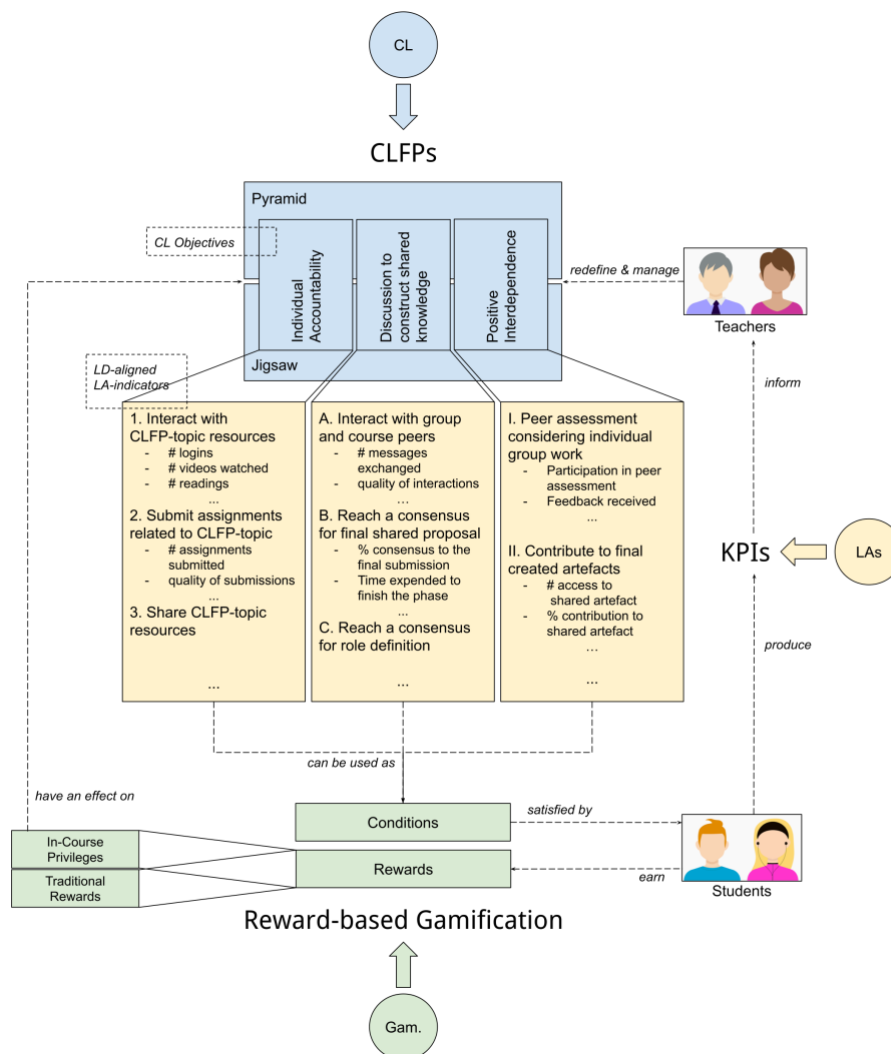 CL
CLFPs
Pyramid
CL Objectives
Individual
Accountability
Discussion to
construct shared
knowledge
Positive
Interdependence
redefine & manage
Teachers
Jigsaw
LD-aligned
LA-indicators
inform
1. Interact with
CLFP-topic resources
- # logins
- # videos watched
- # readings
...
2. Submit assignments
related to CLFP-topic
- # assignments
submitted
- quality of submissions
...
3. Share CLFP-topic
resources
...
A. Interact with group
and course peers
- # messages
exchanged
- quality of interactions
...
B. Reach a consensus
for final shared proposal
- % consensus to the
final submission
- Time expended to
finish the phase
...
C. Reach a consensus
for role definition
...
I. Peer assessment
considering individual
group work
- Participation in peer
assessment
- Feedback received
...
II. Contribute to final
created artefacts
- # access to
shared artefact
- % contribution to
shared artefact
...
...
KPIs
LAs
produce
can be used as
have an effect on
Conditions
satisfied by
In-Course
Privileges
Traditional
Rewards
Rewards
earn
Students
Reward-based Gamification
Gam.